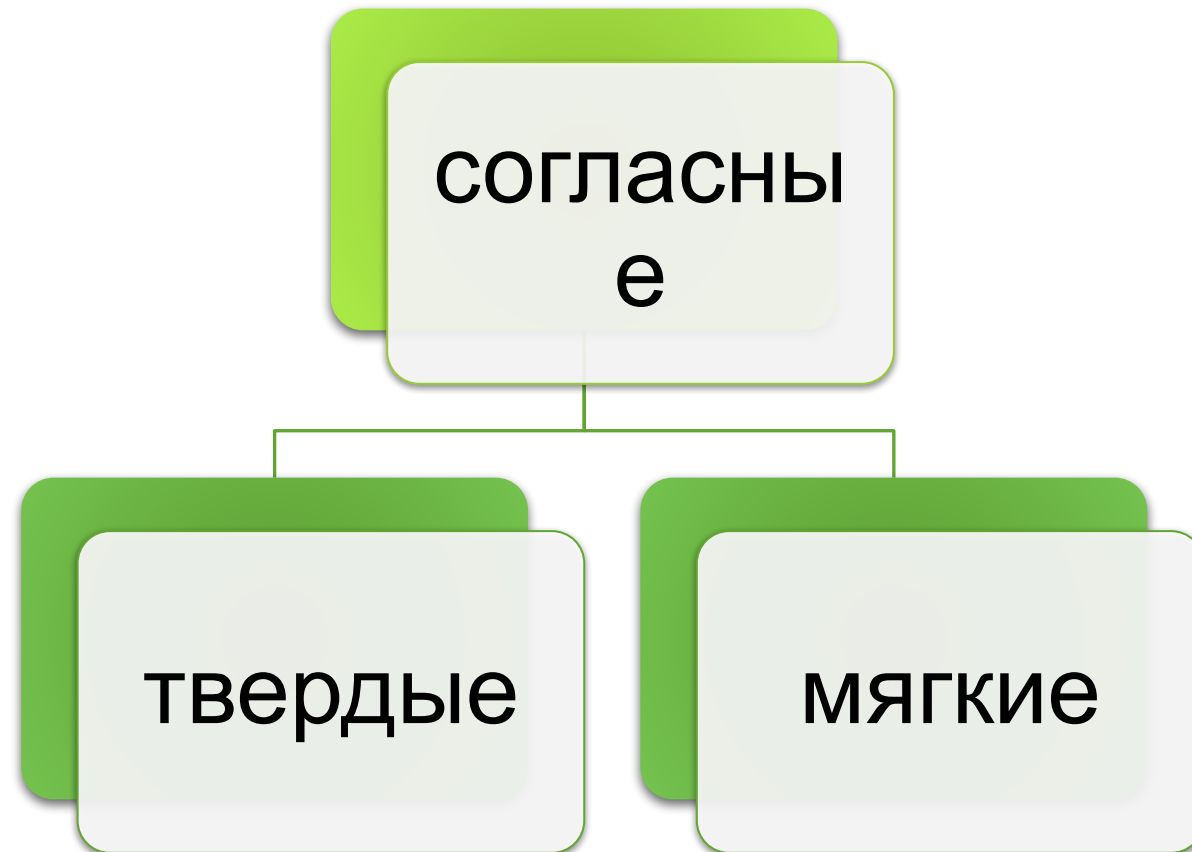 согласны
е
твердые
мягкие